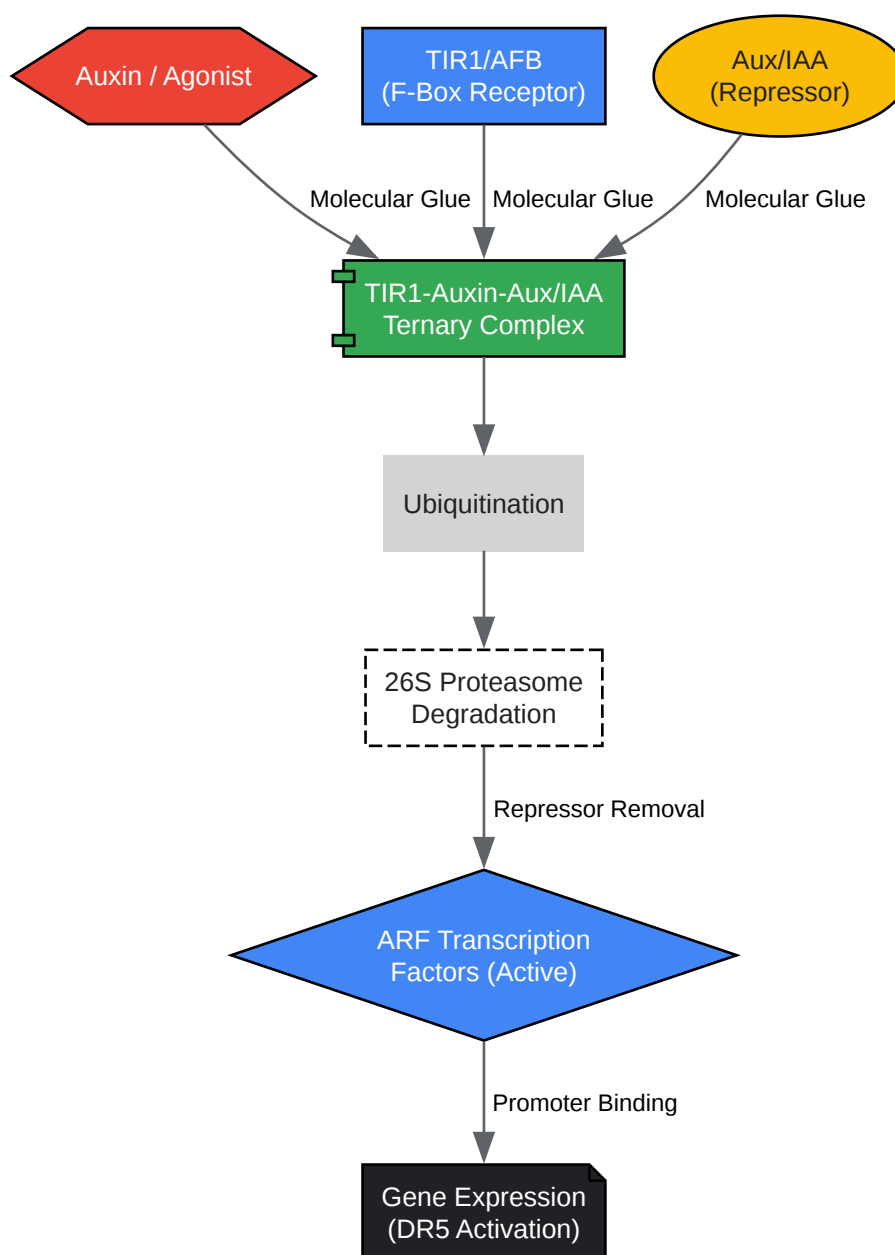 Auxin / Agonist
TIR1/AFB
(F-Box Receptor)
Aux/IAA
(Repressor)
Molecular Glue
Molecular Glue
Molecular Glue
TIR1-Auxin-Aux/IAA
Ternary Complex
Ubiquitination
26S Proteasome
Degradation
Repressor Removal
ARF Transcription
Factors (Active)
Promoter Binding
Gene Expression
(DR5 Activation)